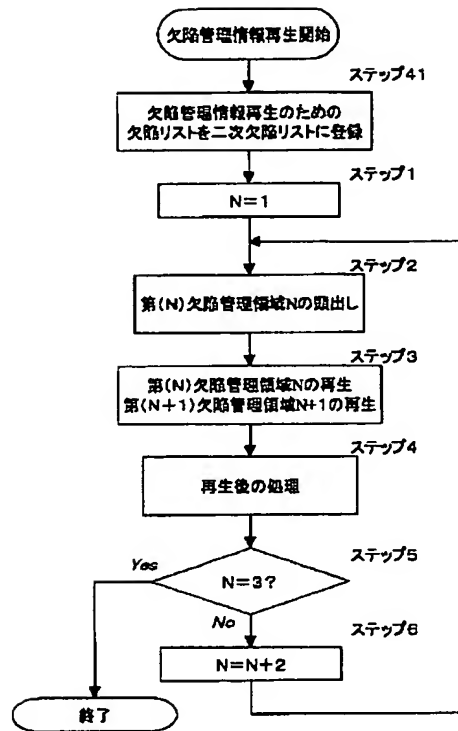 欠陥管理情報再生開始
ステップ41
欠陥管理情報再生のための
欠陥リストを二次欠陥リストに登録
ステップ1
N=1
ステップ2
第(N)欠陥管理領域Nの頭出し
ステップ3
第(N)欠陥管理領域Nの再生
第(N+1)欠陥管理領域N+1の再生
ステップ4
再生後の処理
ステップ5
Yes
N=3?
No
ステップ6
N=N+2
終了